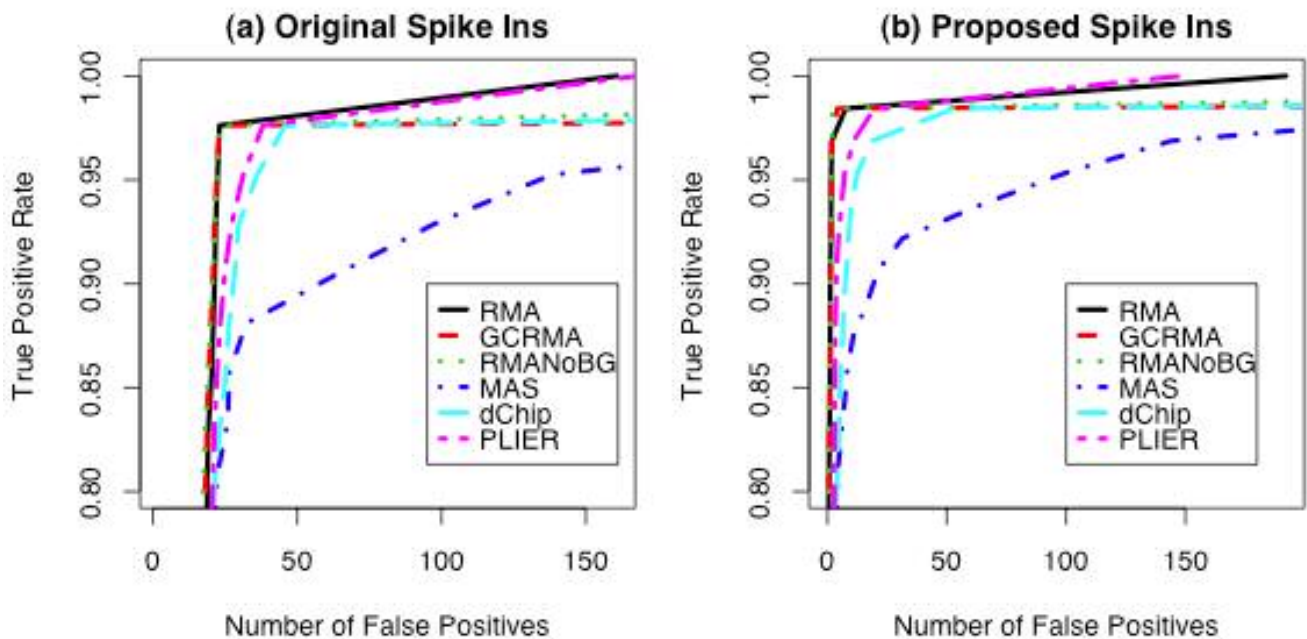 (a) Original Spike Ins
True Positive Rate
1.00
0.95
0.90
0.85
0.80
RMA
GCRMA
RMANoBG
MAS
dChip
PLIER
0 50 100 150
Number of False Positives
(b) Proposed Spike Ins
True Positive Rate
1.00
0.95
0.90
0.85
0.80
RMA
GCRMA
RMANoBG
MAS
dChip
PLIER
0 50 100 150
Number of False Positives